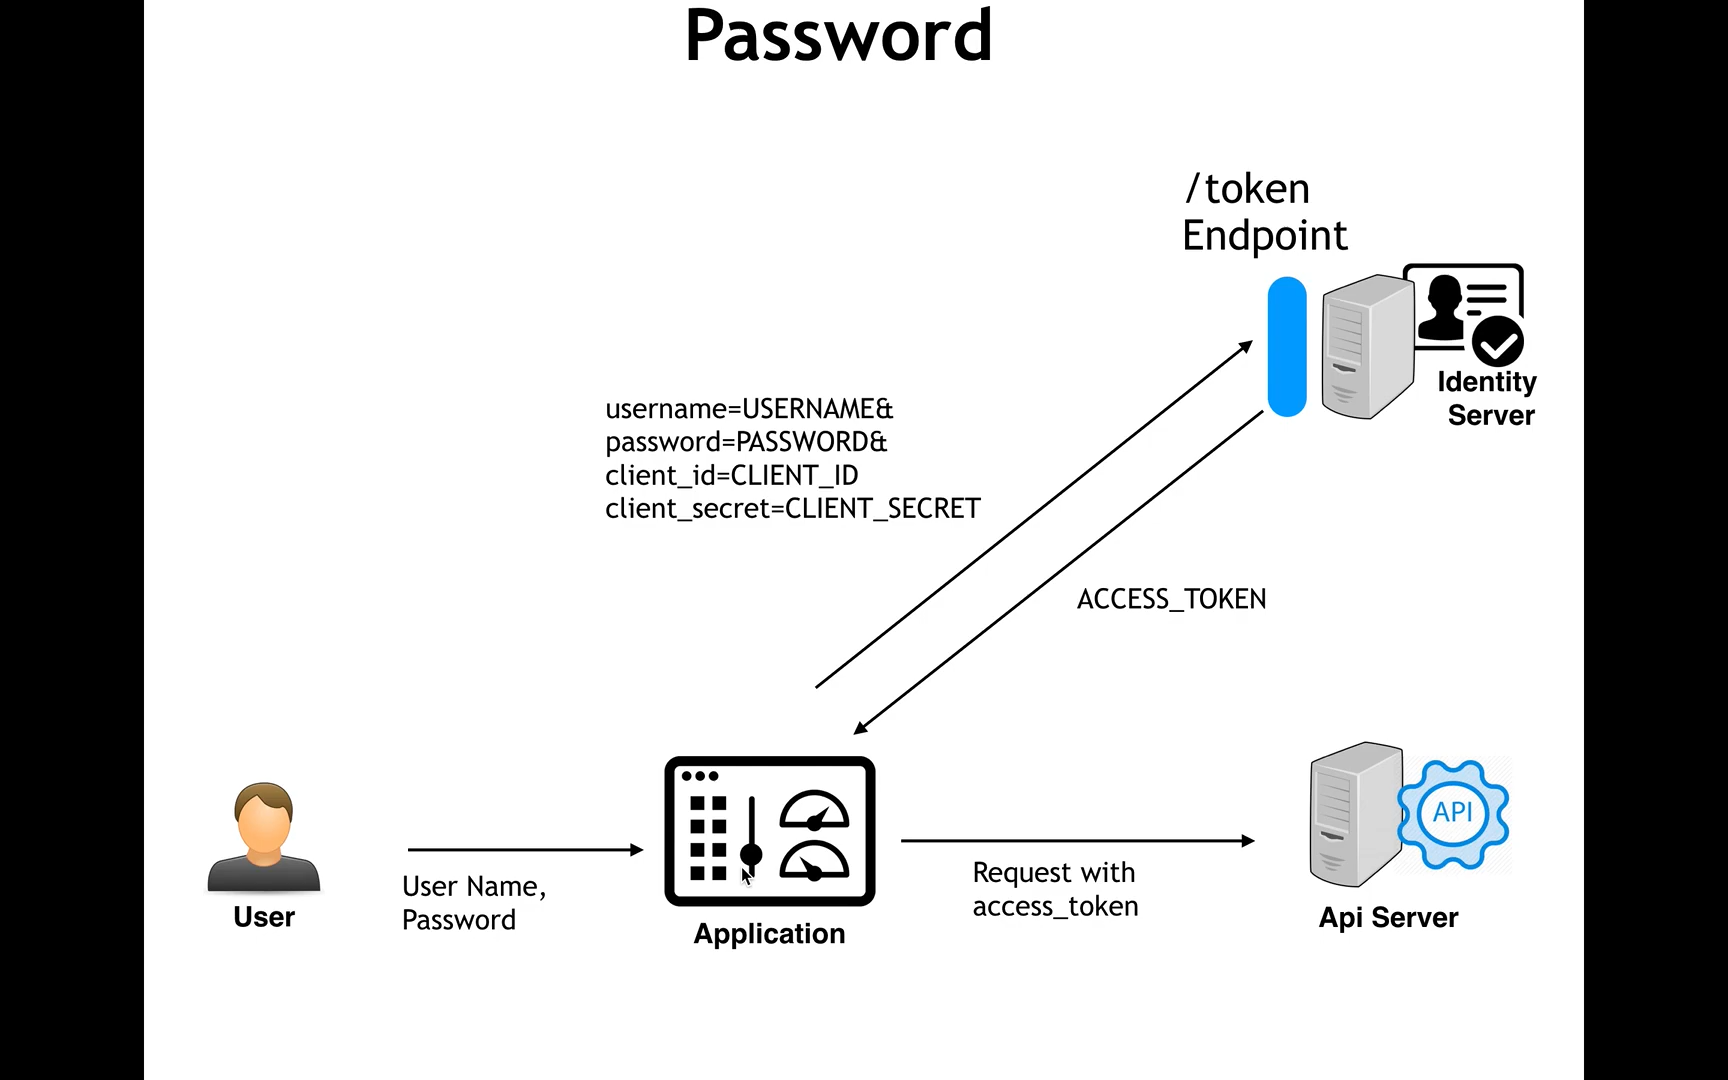 Password
/token
Endpoint
Identity
Server
username=USERNAME&
password=PASSWORD&
client_id=CLIENT_ID
client_secret=CLIENT_SECRET
ACCESS_TOKEN
User Name,
Password
User
Application
Request with
access_token
API
Api Server